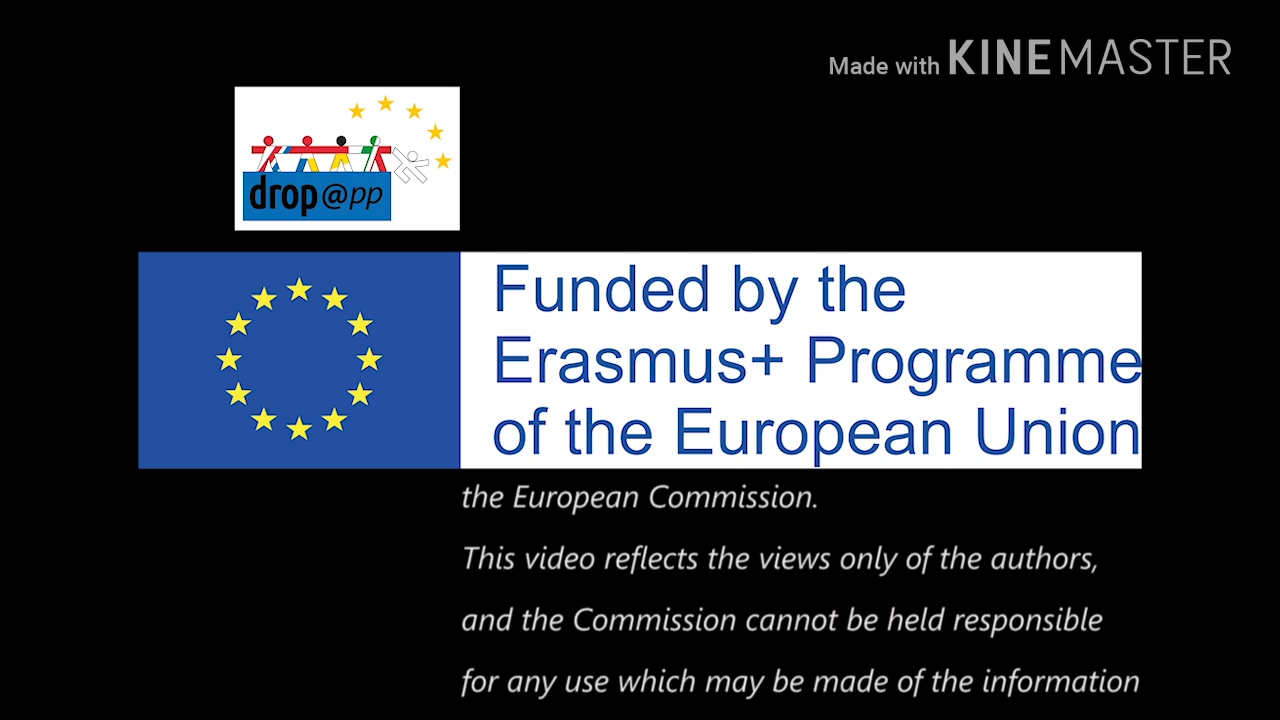 Made with KINEMASTER
drop@pp
Funded by the
Erasmus+ Programme
of the European Union
the European Commission.
This video reflects the views only of the authors,
and the Commission cannot be held responsible
for any use which may be made of the information